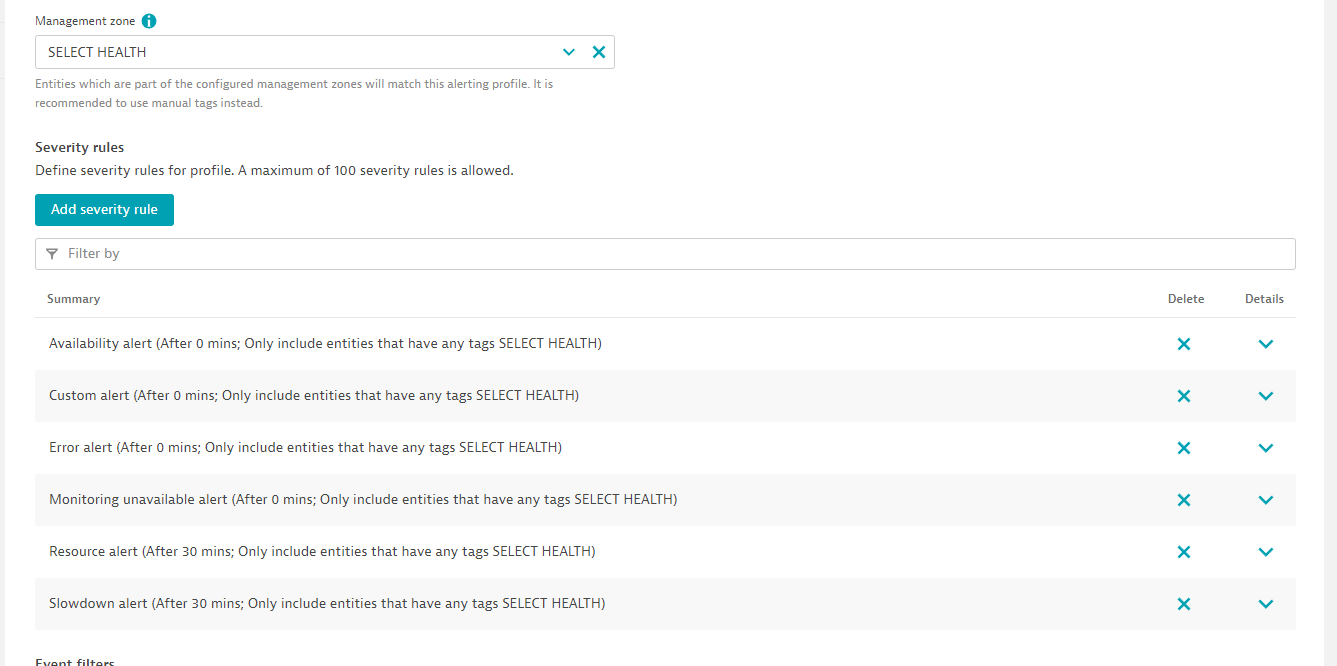 Management zone
SELECT HEALTH
Entities which are part of the configured management zones will match this alerting profile. It is
recommended to use manual tags instead.
Severity rules
Define severity rules for profile. A maximum of 100 severity rules is allowed.
Add severity rule
Filter by
Summary Delete Details
Availability alert (After 0 mins; Only include entities that have any tags SELECT HEALTH)
Custom alert (After 0 mins; Only include entities that have any tags SELECT HEALTH)
Error alert (After 0 mins; Only include entities that have any tags SELECT HEALTH)
Monitoring unavailable alert (After 0 mins; Only include entities that have any tags SELECT HEALTH)
Resource alert (After 30 mins; Only include entities that have any tags SELECT HEALTH)
Slowdown alert (After 30 mins; Only include entities that have any tags SELECT HEALTH)
Event filters